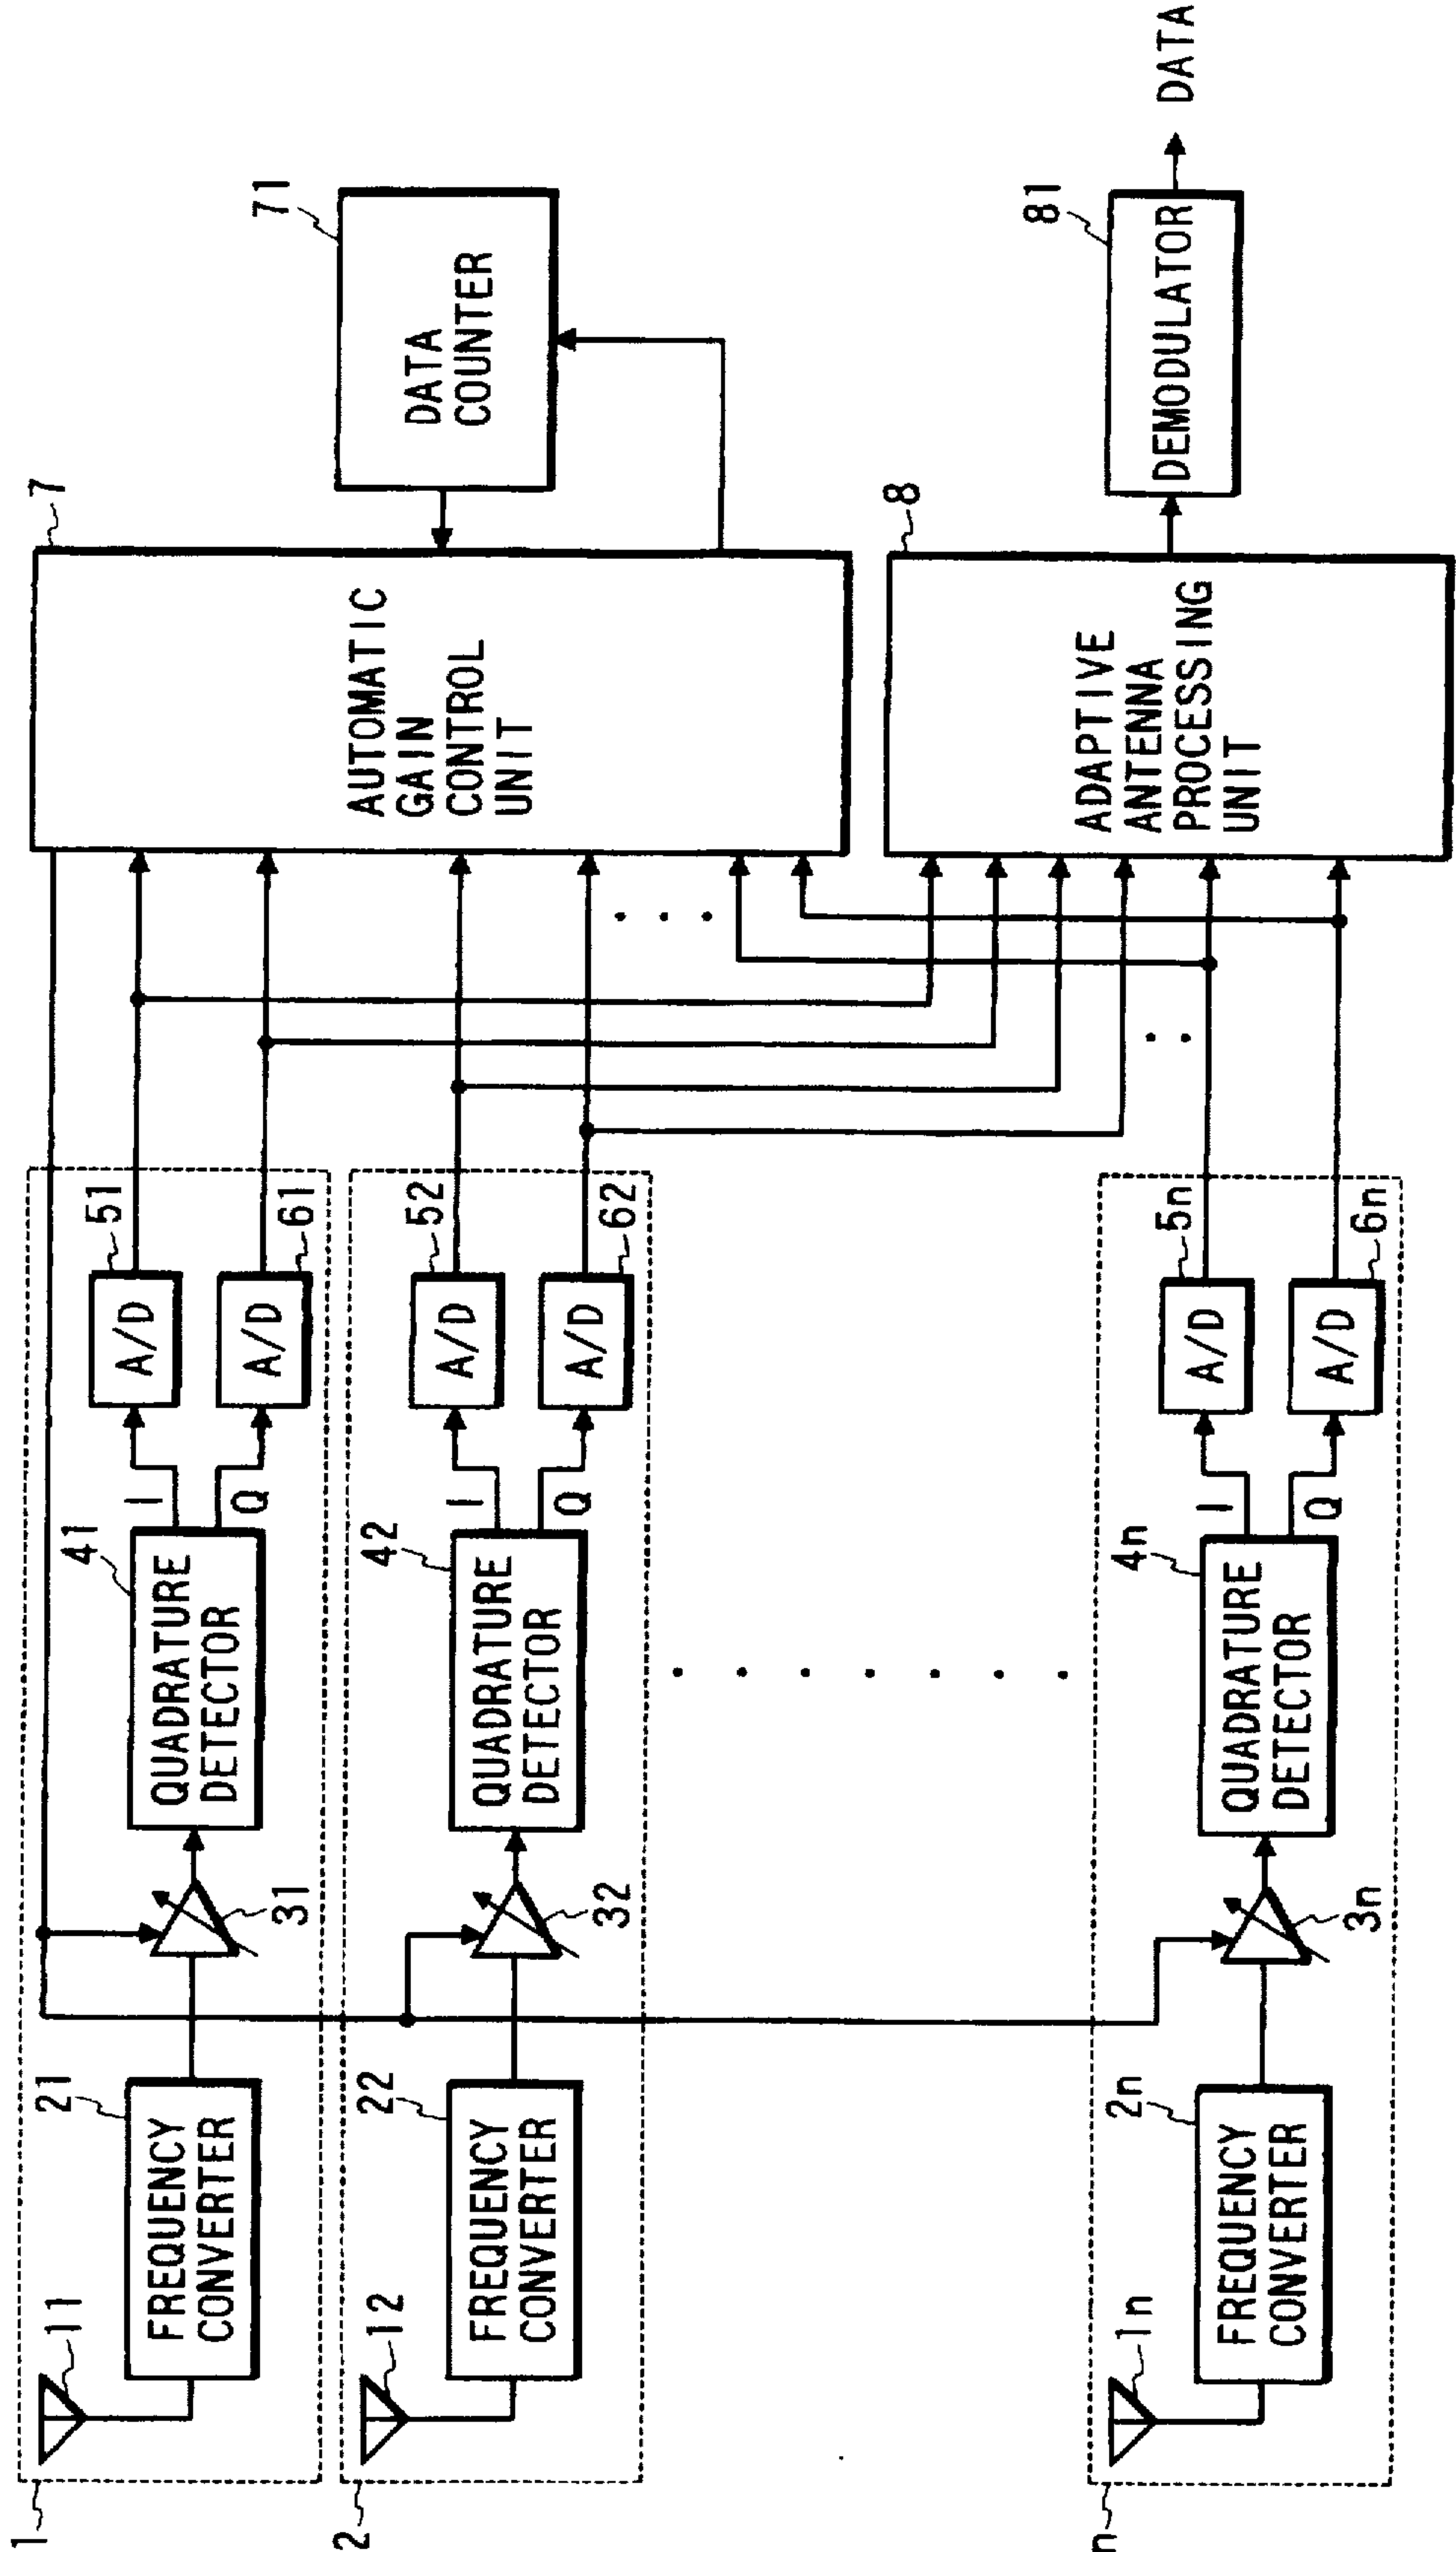 1
11
21
FREQUENCY
CONVERTER
31
41
QUADRATURE
DETECTOR
I
Q
51
A/D
61
A/D
2
12
22
FREQUENCY
CONVERTER
32
42
QUADRATURE
DETECTOR
I
Q
52
A/D
62
A/D
n
1n
2n
FREQUENCY
CONVERTER
3n
4n
QUADRATURE
DETECTOR
I
Q
5n
A/D
6n
A/D
7
AUTOMATIC
GAIN
CONTROL
UNIT
71
DATA
COUNTER
8
ADAPTIVE
ANTENNA
PROCESSING
UNIT
81
DEMODULATOR
DATA